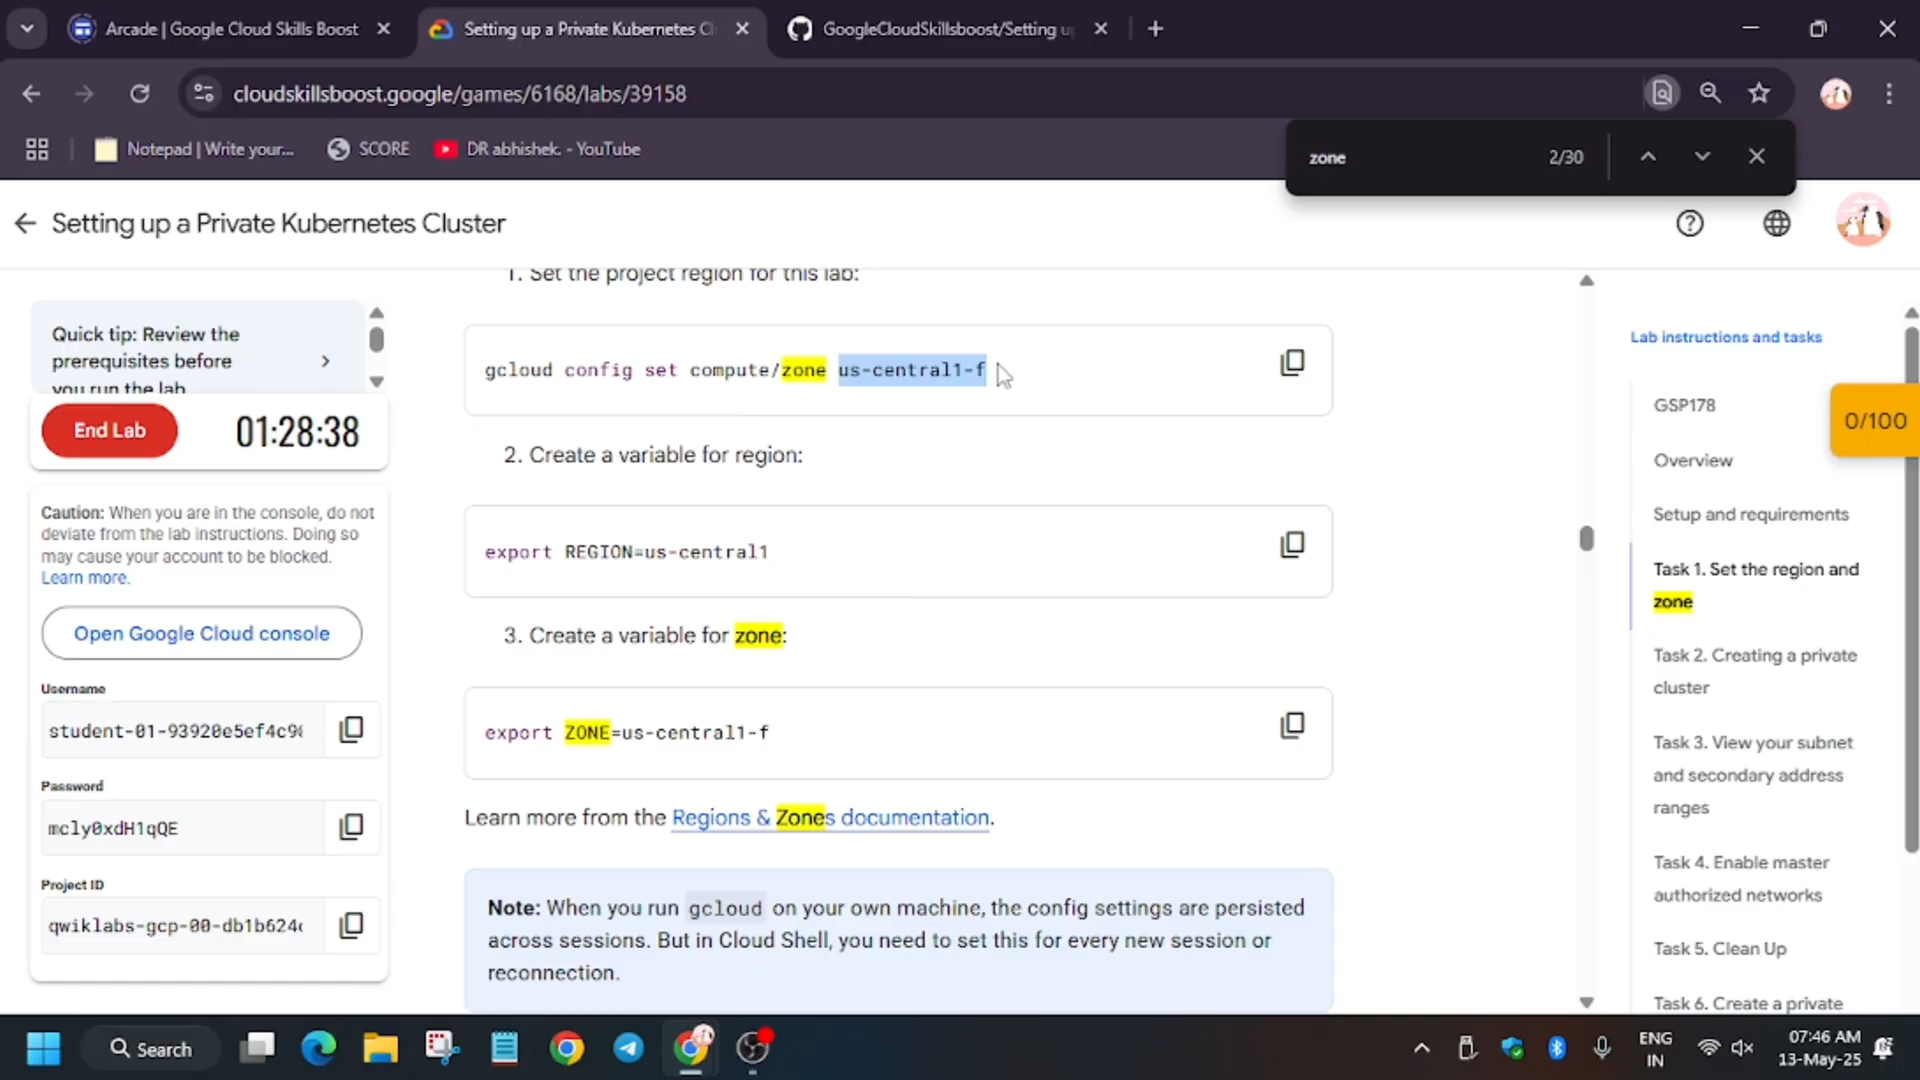 Arcade | Google Cloud Skills Boost
Setting up a Private Kubernetes Cl
GoogleCloudSkillsboost/Setting u
cloudskillsboost.google/games/6168/labs/39158
Notepad | Write your...
SCORE
DR abhishek. - YouTube
zone
2/30
Setting up a Private Kubernetes Cluster
1. Set the project region for this lab:
Quick tip: Review the
prerequisites before
you run the lab
gcloud config set compute/zone us-central1-f
End Lab
01:28:38
2. Create a variable for region:
Caution: When you are in the console, do not
deviate from the lab instructions. Doing so
may cause your account to be blocked.
Learn more.
export REGION=us-central1
Open Google Cloud console
3. Create a variable for zone:
Username
student-01-93920e5ef4c9
export ZONE=us-central1-f
Password
mcly0xdH1qQE
Learn more from the Regions & Zones documentation.
Project ID
qwiklabs-gcp-00-db1b624
Note: When you run gcloud on your own machine, the config settings are persisted
across sessions. But in Cloud Shell, you need to set this for every new session or
reconnection.
Lab instructions and tasks
GSP178
0/100
Overview
Setup and requirements
Task 1. Set the region and
zone
Task 2. Creating a private
cluster
Task 3. View your subnet
and secondary address
ranges
Task 4. Enable master
authorized networks
Task 5. Clean Up
Task 6. Create a private
Search
ENG
IN
07:46 AM
13-May-25